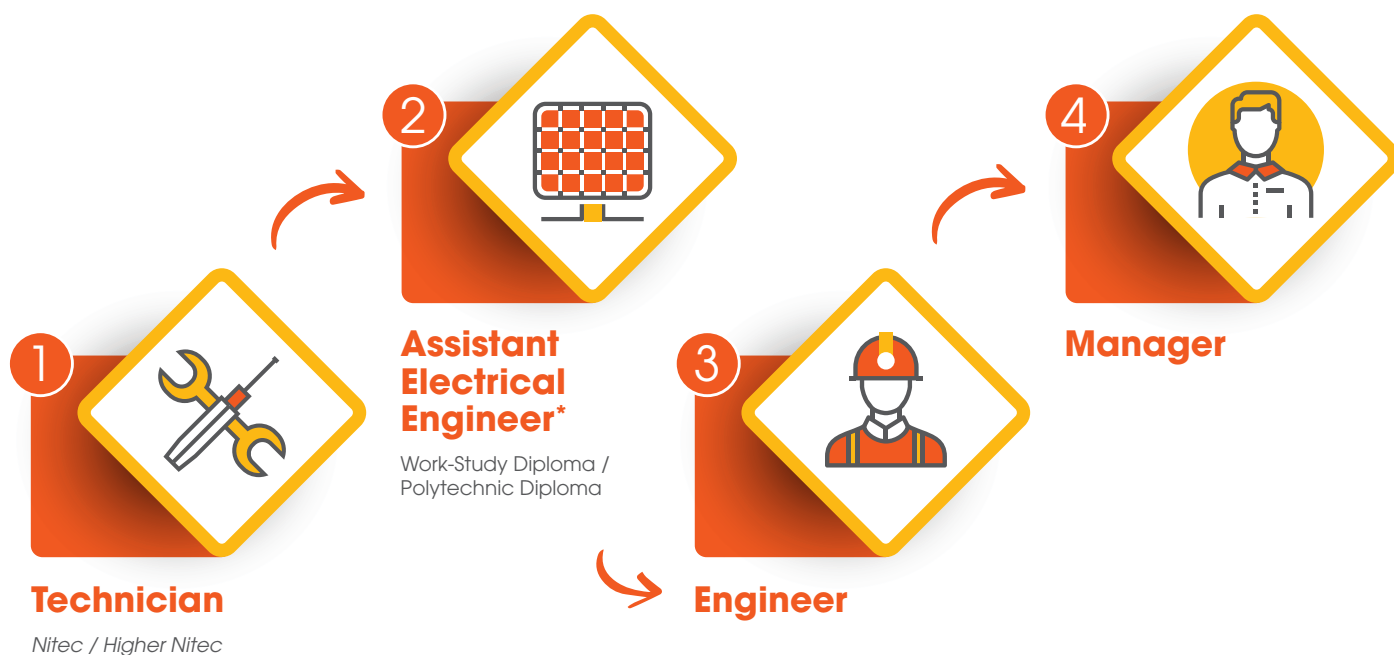 1
Technician
Nitec / Higher Nitec
2
Assistant
Electrical
Engineer*
Work-Study Diploma /
Polytechnic Diploma
3
Engineer
4
Manager